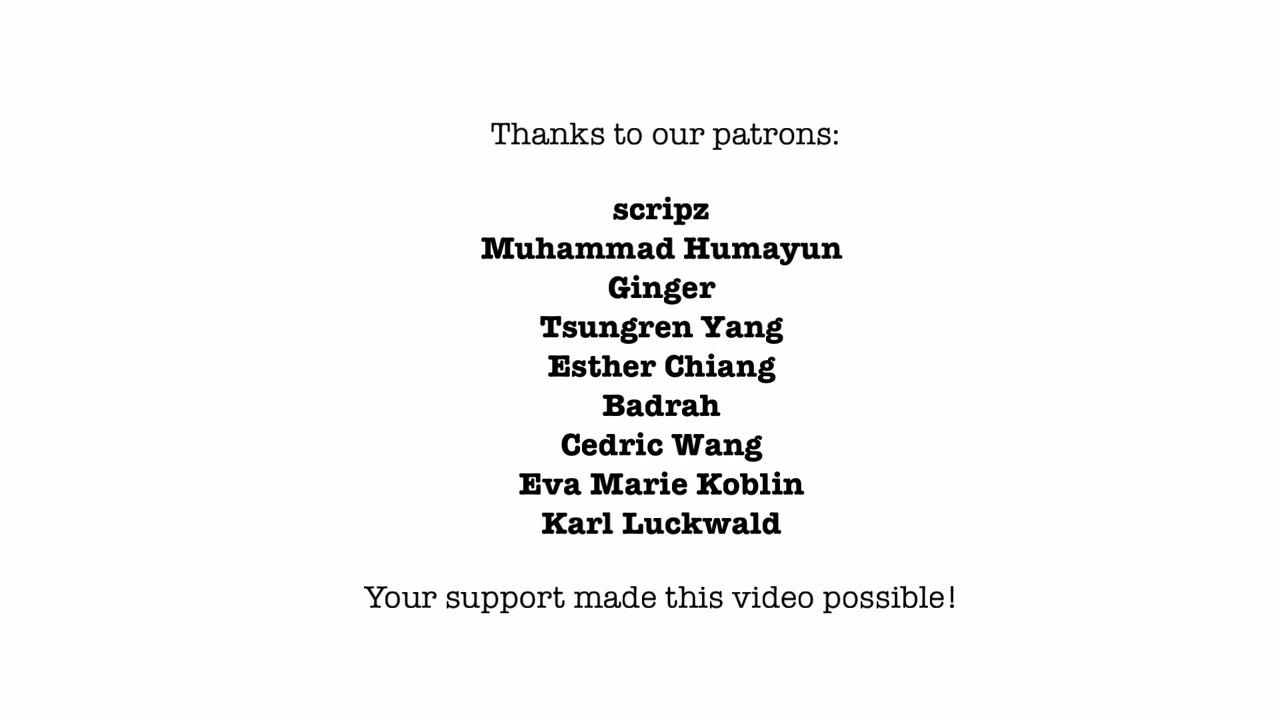 Thanks to our patrons:
scripz
Muhammad Humayun
Ginger
Tsungren Yang
Esther Chiang
Badrah
Cedric Wang
Eva Marie Koblin
Karl Luckwald
Your support made this video possible!